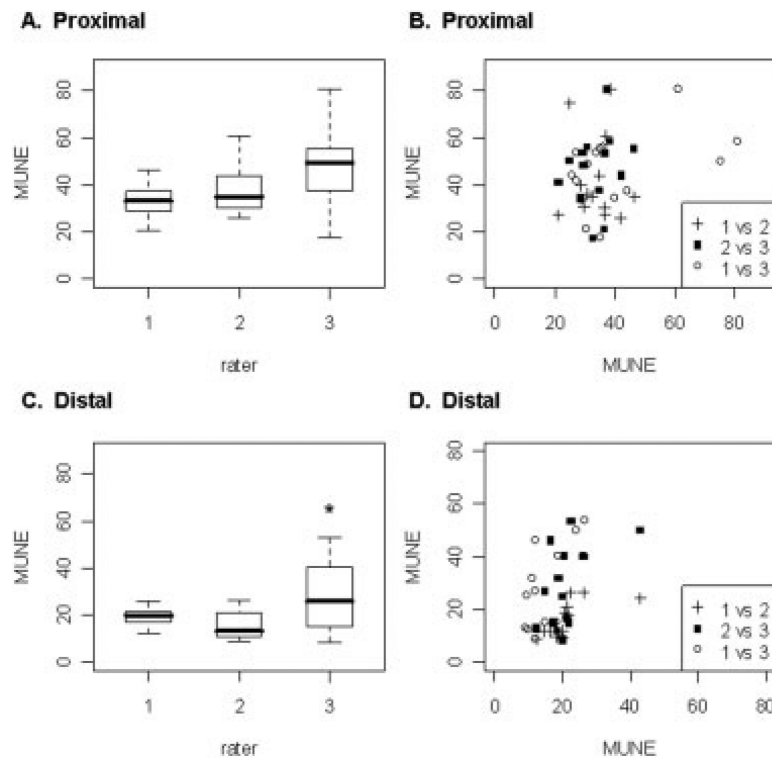 A. Proximal
MUNE
0 20 40 60 80
1 2 3
rater
B. Proximal
MUNE
0 20 40 60 80
0 20 40 60 80
MUNE
1 vs 2
2 vs 3
1 vs 3
C. Distal
MUNE
0 20 40 60 80
*
1 2 3
rater
D. Distal
MUNE
0 20 40 60 80
0 20 40 60 80
MUNE
1 vs 2
2 vs 3
1 vs 3